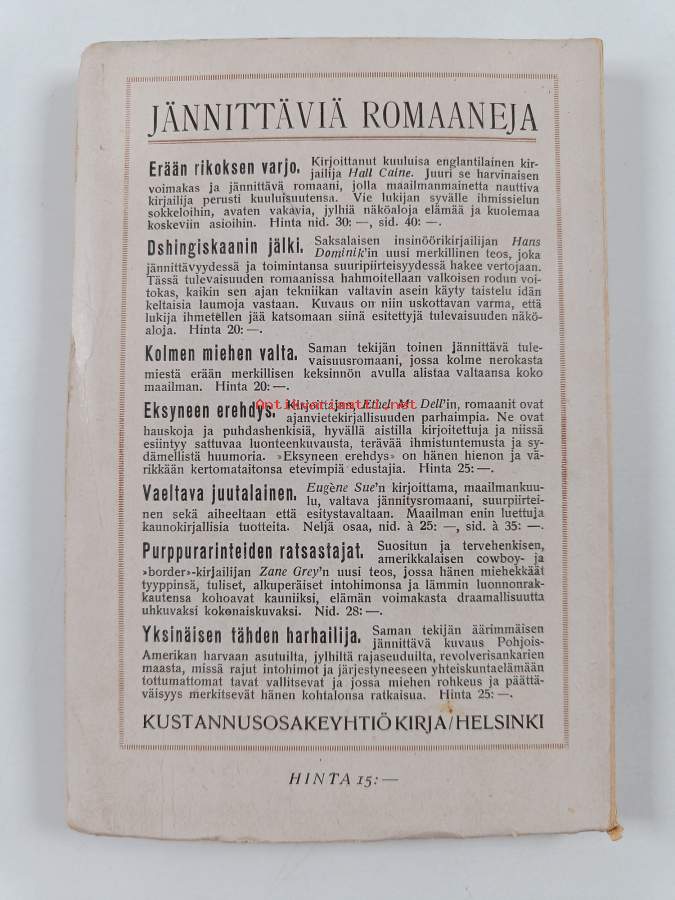 JÄNNITTÄVIÄ ROMAANEJA
Erään rikoksen varjo. Kirjoittanut kuuluisa englantilainen kir-
jailija Hall Caine. Juuri se harvinaisen
voimakas ja jännittävä romaani, jolla maailmanmainetta nauttiva
kirjailija perusti kuuluisuutensa. Vie lukijan syvälle ihmissielun
sokkeloihin, avaten vakavia, jylhiä näköaloja elämää ja kuolemaa
koskeviin asioihin. Hinta nid. 30: —, sid. 40: —.
Dshingiskaanin jälki. Saksalaisen insinöörikirjailijan Hans
Dominik'in uusi merkillinen teos, joka
jännittävyydessä ja toimintansa suuripiirteisyydessä hakee vertojaan.
Tässä tulevaisuuden romaanissa hahmoitellaan valkoisen rodun voi-
tokas, kaikin sen ajan tekniikan valtavin asein käyty taistelu idän
keltaisia laumoja vastaan. Kuvaus on niin uskottavan varma, että
lukija ihmetellen jää katsomaan siinä esitettyjä tulevaisuuden näkö-
aloja. Hinta 20: —.
Kolmen miehen valta. Saman tekijän toinen jännittävä tule-
vaisuusromaani, jossa kolme nerokasta
miestä erään merkillisen keksinnön avulla alistaa valtaansa koko
maailman. Hinta 20: —.
Eksyneen erehdys. Kirjoittajan, Ethel M. Dell'in, romaanit ovat
Antikvariaatti.net
ajanvietekirjallisuuden parhaimpia. Ne ovat
hauskoja ja puhdashenkisiä, hyvällä aistilla kirjoitettuja ja niissä
esiintyy sattuvaa luonteenkuvausta, terävää ihmistuntemusta ja sy-
dämellistä huumoria. »Eksyneen erehdys» on hänen hienon ja vä-
rikkään kertomataitonsa etevimpiä edustajia. Hinta 25: —.
Vaeltava juutalainen. Eugène Sue'n kirjoittama, maailmankuu-
lu, valtava jännitysromaani, suurpiirtei-
nen sekä aiheeltaan että esitystavaltaan. Maailman enin luettuja
kaunokirjallisia tuotteita. Neljä osaa, nid. à 25: —, sid. à 35: —.
Purppurarinteiden ratsastajat. Suositun ja tervehenkisen,
amerikkalaisen cowboy- ja
»border»-kirjailijan Zane Grey'n uusi teos, jossa hänen miehekkäät
tyyppinsä, tuliset, alkuperäiset intohimonsa ja lämmin luonnonrak-
kautensa kohoavat kauniiksi, elämän voimakasta draamallisuutta
uhkuvaksi kokonaiskuvaksi. Nid. 28: —.
Yksinäisen tähden harhailija. Saman tekijän äärimmäisen
jännittävä kuvaus Pohjois-
Amerikan harvaan asutuilta, jylhiltä rajaseuduilta, revolverisankarien
maasta, missä rajut intohimot ja järjestyneeseen yhteiskuntaelämään
tottumattomat tavat vallitsevat ja jossa miehen rohkeus ja päättä-
väisyys merkitsevät hänen kohtalonsa ratkaisua. Hinta 25: —.
KUSTANNUSOSAKEYHTIÖ KIRJA/HELSINKI
HINTA 15: —